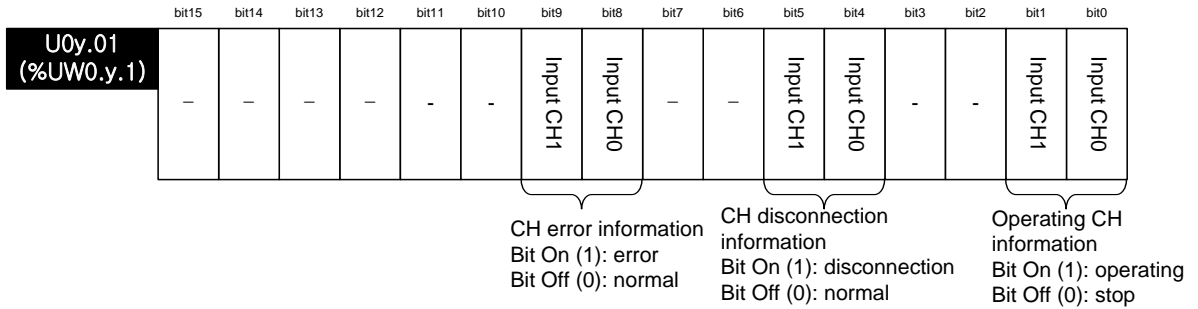 bit15 bit14 bit13 bit12 bit11 bit10 bit9 bit8 bit7 bit6 bit5 bit4 bit3 bit2 bit1 bit0
U0y.01
(%UW0.y.1)
– – – – - - Input CH1 Input CH0 – – Input CH1 Input CH0 - - Input CH1 Input CH0
CH error information
Bit On (1): error
Bit Off (0): normal
CH disconnection
information
Bit On (1): disconnection
Bit Off (0): normal
Operating CH
information
Bit On (1): operating
Bit Off (0): stop